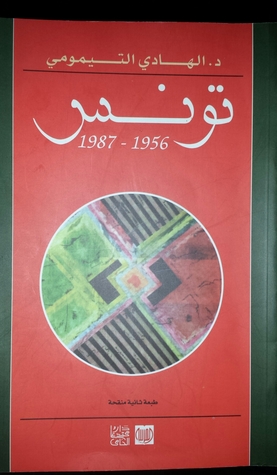 د. الهادي التيمومي
تونس
1987 - 1956
طبعة ثانية منقحة